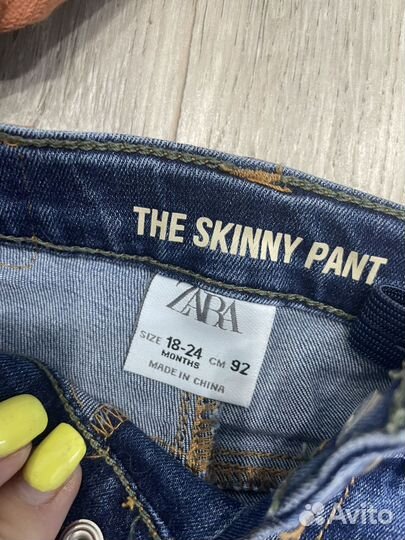 THE SKINNY PANT
ZARA
SIZE 18-24 MONTHS CM 92
MADE IN CHINA
Avito